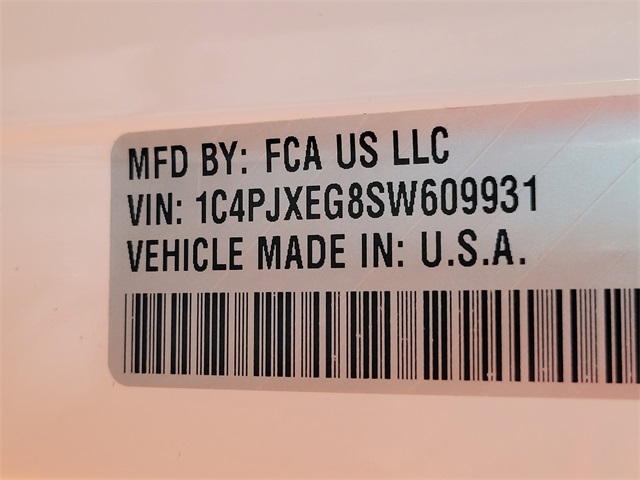 MFD BY: FCA US LLC
VIN: 1C4PJXEG8SW609931
VEHICLE MADE IN: U.S.A.